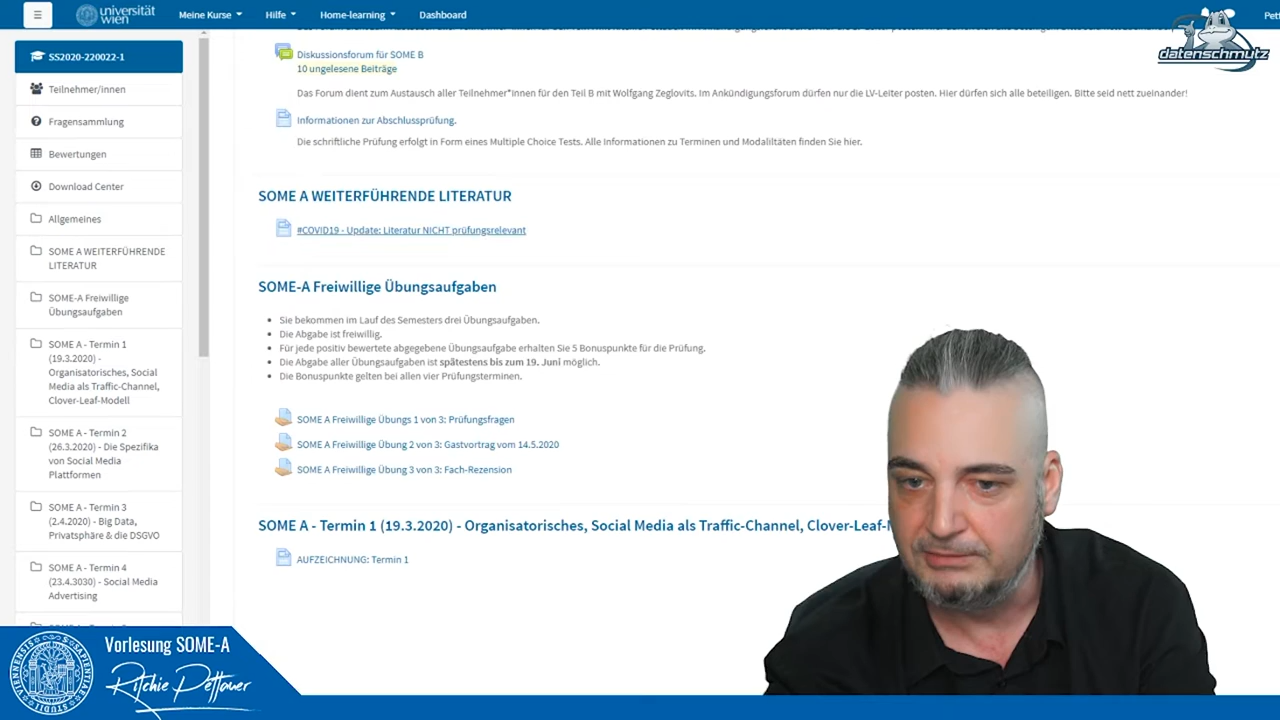 universität wien
Meine Kurse
Hilfe
Home-learning
Dashboard
datenschmutz
SS2020-220022-1
Teilnehmer/innen
Fragensammlung
Bewertungen
Download Center
Allgemeines
SOME A WEITERFÜHRENDE
LITERATUR
SOME-A Freiwillige
Übungsaufgaben
SOME A - Termin 1
(19.3.2020) -
Organisatorisches, Social
Media als Traffic-Channel,
Clover-Leaf-Modell
SOME A - Termin 2
(26.3.2020) - Die Spezifika
von Social Media
Plattformen
SOME A - Termin 3
(2.4.2020) - Big Data,
Privatsphäre & die DSGVO
SOME A - Termin 4
(23.4.3030) - Social Media
Advertising
Diskussionsforum für SOME B
10 ungelesene Beiträge
Das Forum dient zum Austausch aller Teilnehmer*innen für den Teil B mit Wolfgang Zeglovits. Im Ankündigungsforum dürfen nur die LV-Leiter posten. Hier dürfen sich alle beteiligen. Bitte seid nett zueinander!
Informationen zur Abschlussprüfung.
Die schriftliche Prüfung erfolgt in Form eines Multiple Choice Tests. Alle Informationen zu Terminen und Modaliltäten finden Sie hier.
SOME A WEITERFÜHRENDE LITERATUR
#COVID19 - Update: Literatur NICHT prüfungsrelevant
SOME-A Freiwillige Übungsaufgaben
Sie bekommen im Lauf des Semesters drei Übungsaufgaben.
Die Abgabe ist freiwillig.
Für jede positiv bewertete abgegebene Übungsaufgabe erhalten Sie 5 Bonuspunkte für die Prüfung.
Die Abgabe aller Übungsaufgaben ist spätestens bis zum 19. Juni möglich.
Die Bonuspunkte gelten bei allen vier Prüfungsterminen.
SOME A Freiwillige Übungs 1 von 3: Prüfungsfragen
SOME A Freiwillige Übung 2 von 3: Gastvortrag vom 14.5.2020
SOME A Freiwillige Übung 3 von 3: Fach-Rezension
SOME A - Termin 1 (19.3.2020) - Organisatorisches, Social Media als Traffic-Channel, Clover-Leaf-
AUFZEICHNUNG: Termin 1
Vorlesung SOME-A
Ritchie Pettauer